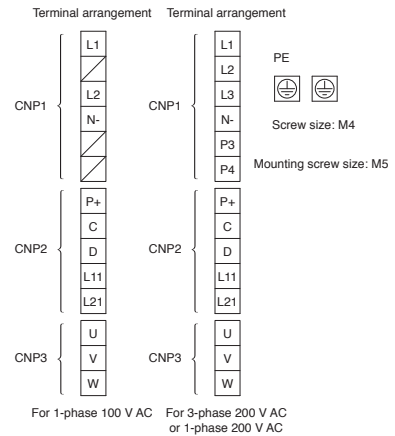 Terminal arrangement
L1
L2
N-
CNP1
P+
C
D
L11
L21
CNP2
U
V
W
CNP3
For 1-phase 100 V AC
Terminal arrangement
L1
L2
L3
N-
P3
P4
CNP1
P+
C
D
L11
L21
CNP2
U
V
W
CNP3
For 3-phase 200 V AC
or 1-phase 200 V AC
PE
Screw size: M4
Mounting screw size: M5